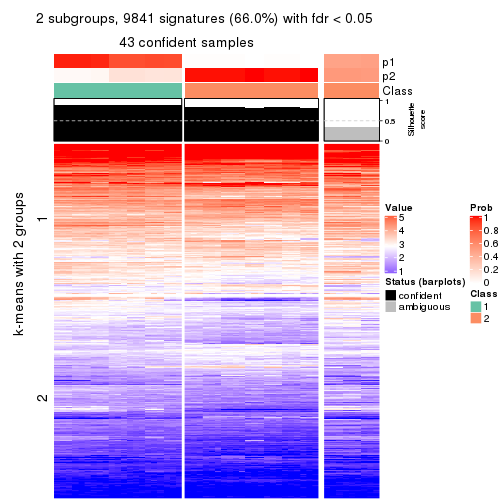 2 subgroups, 9841 signatures (66.0%) with fdr < 0.05
43 confident samples
p1
p2
Class
1
0.5
0
Silhouette
score
k-means with 2 groups
1
2
Value
5
4
3
2
1
Status (barplots)
confident
ambiguous
Prob
1
0.8
0.6
0.4
0.2
0
Class
1
2